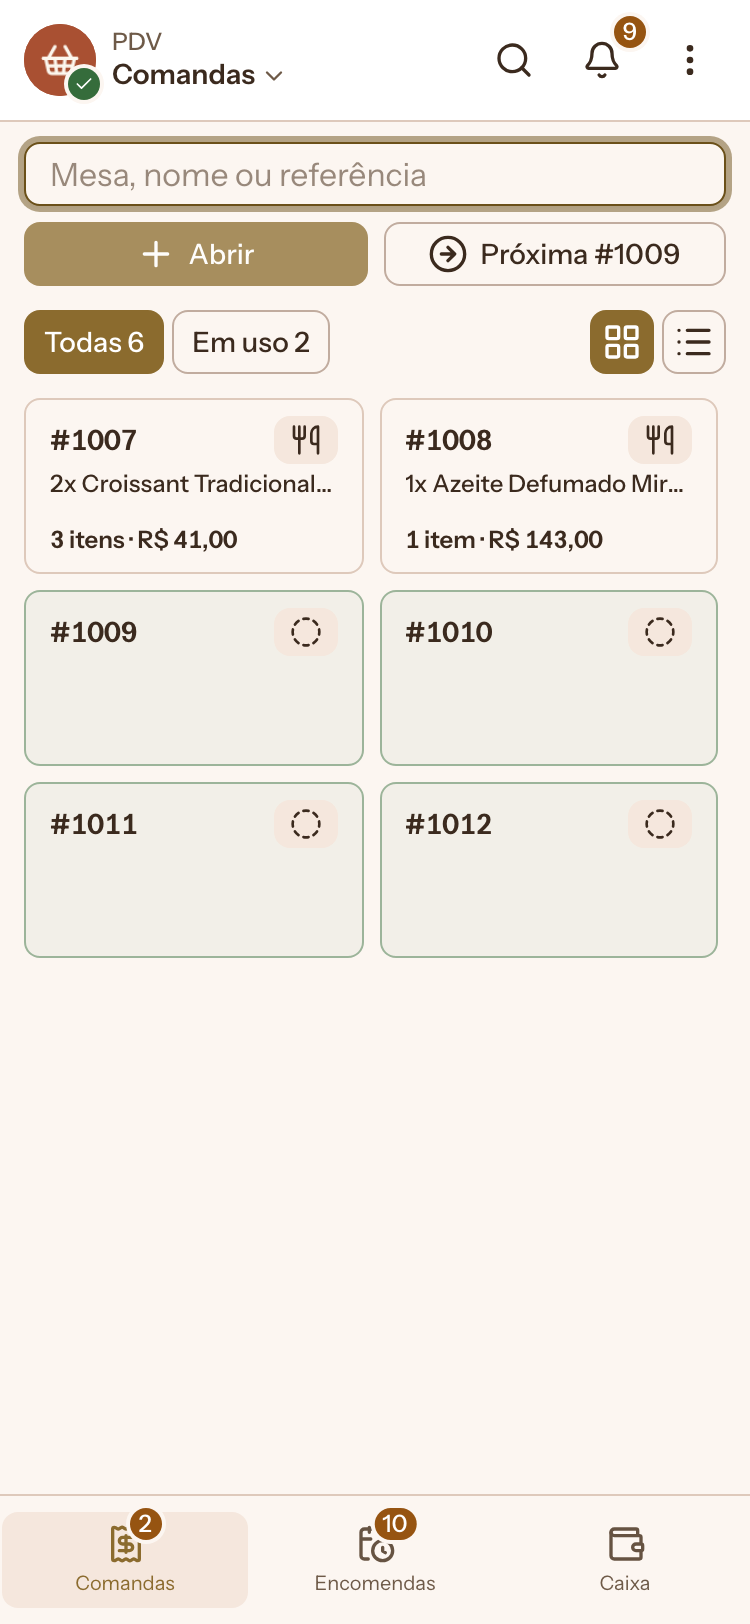 PDV
Comandas
9
Mesa, nome ou referência
Abrir
Próxima #1009
Todas 6
Em uso 2
#1007
2x Croissant Tradicional...
3 itens · R$ 41,00
#1008
1x Azeite Defumado Mir...
1 item · R$ 143,00
#1009
#1010
#1011
#1012
2
Comandas
10
Encomendas
Caixa